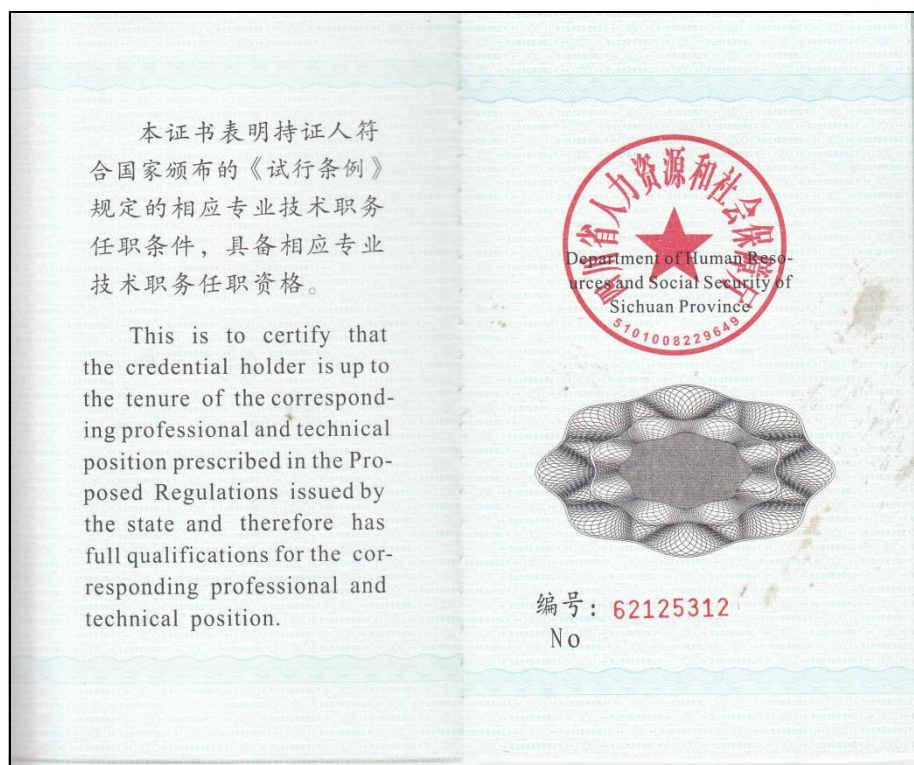 本证书表明持证人符
合国家颁布的《试行条例》
规定的相应专业技术职务
任职条件，具备相应专业
技术职务任职资格。
This is to certify that
the credential holder is up to
the tenure of the correspond-
ing professional and technical
position prescribed in the Pro-
posed Regulations issued by
the state and therefore has
full qualifications for the cor-
responding professional and
technical position.
四川省人力资源和社会保障厅
Department of Human Reso-
urces and Social Security of
Sichuan Province
5101008229649
编号：62125312
No